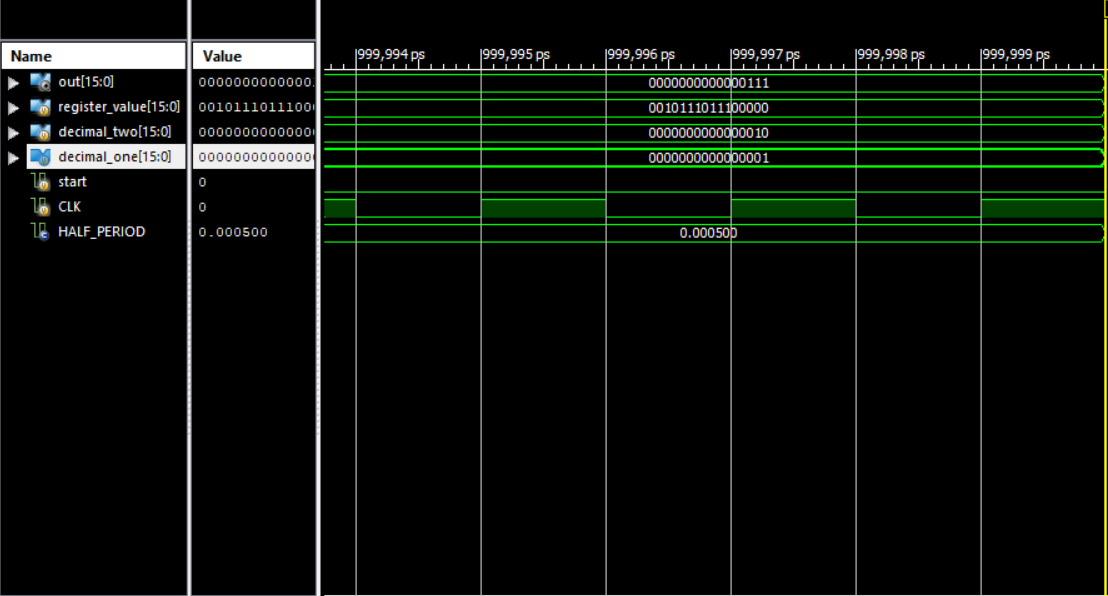 999,994 ps 999,995 ps 999,996 ps 999,997 ps 999,998 ps 999,999 ps
Name Value
out[15:0] 0000000000000 0000000000000111
register_value[15:0] 0010111011100 0010111011100000
decimal_two[15:0] 0000000000000 0000000000000010
decimal_one[15:0] 0000000000000 0000000000000001
start 0
CLK 0
HALF_PERIOD 0.000500 0.000500